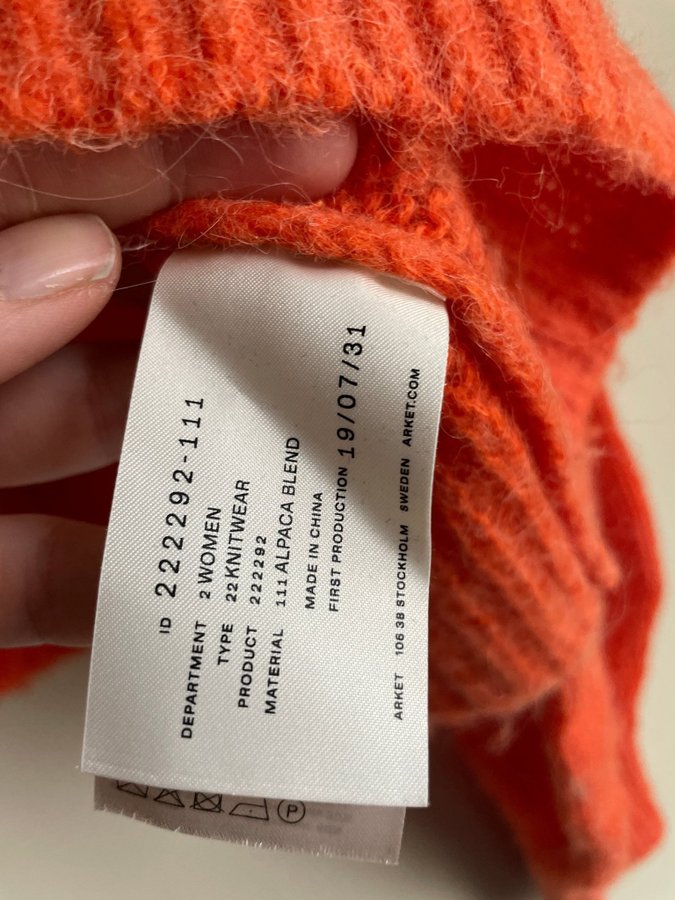 ID 222292-111
DEPARTMENT 2 WOMEN
TYPE 22 KNITWEAR
PRODUCT 222292
MATERIAL 111 ALPACA BLEND
MADE IN CHINA
FIRST PRODUCTION 19/07/31
ARKET 106 38 STOCKHOLM SWEDEN ARKET.COM
P